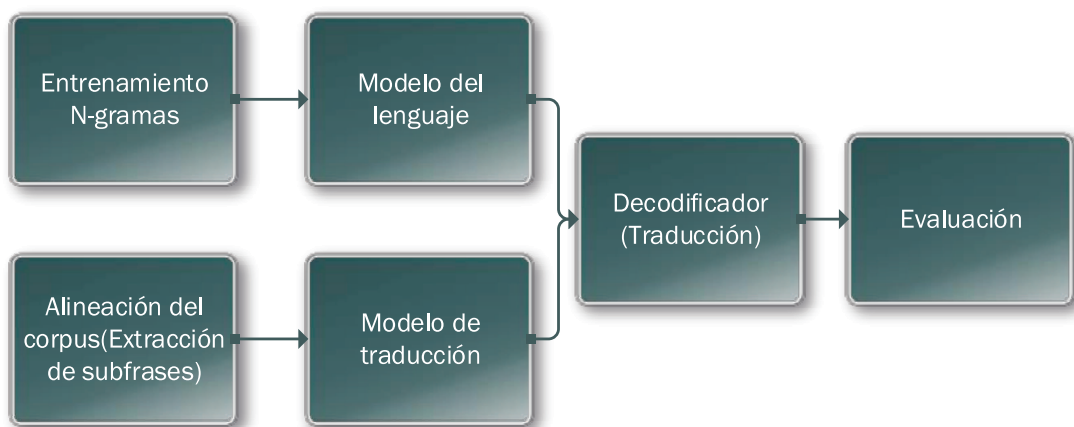 Entrenamiento
N-gramas
Modelo del
lenguaje
Alineación del
corpus(Extracción
de subfrases)
Modelo de
traducción
Decodificador
(Traducción)
Evaluación